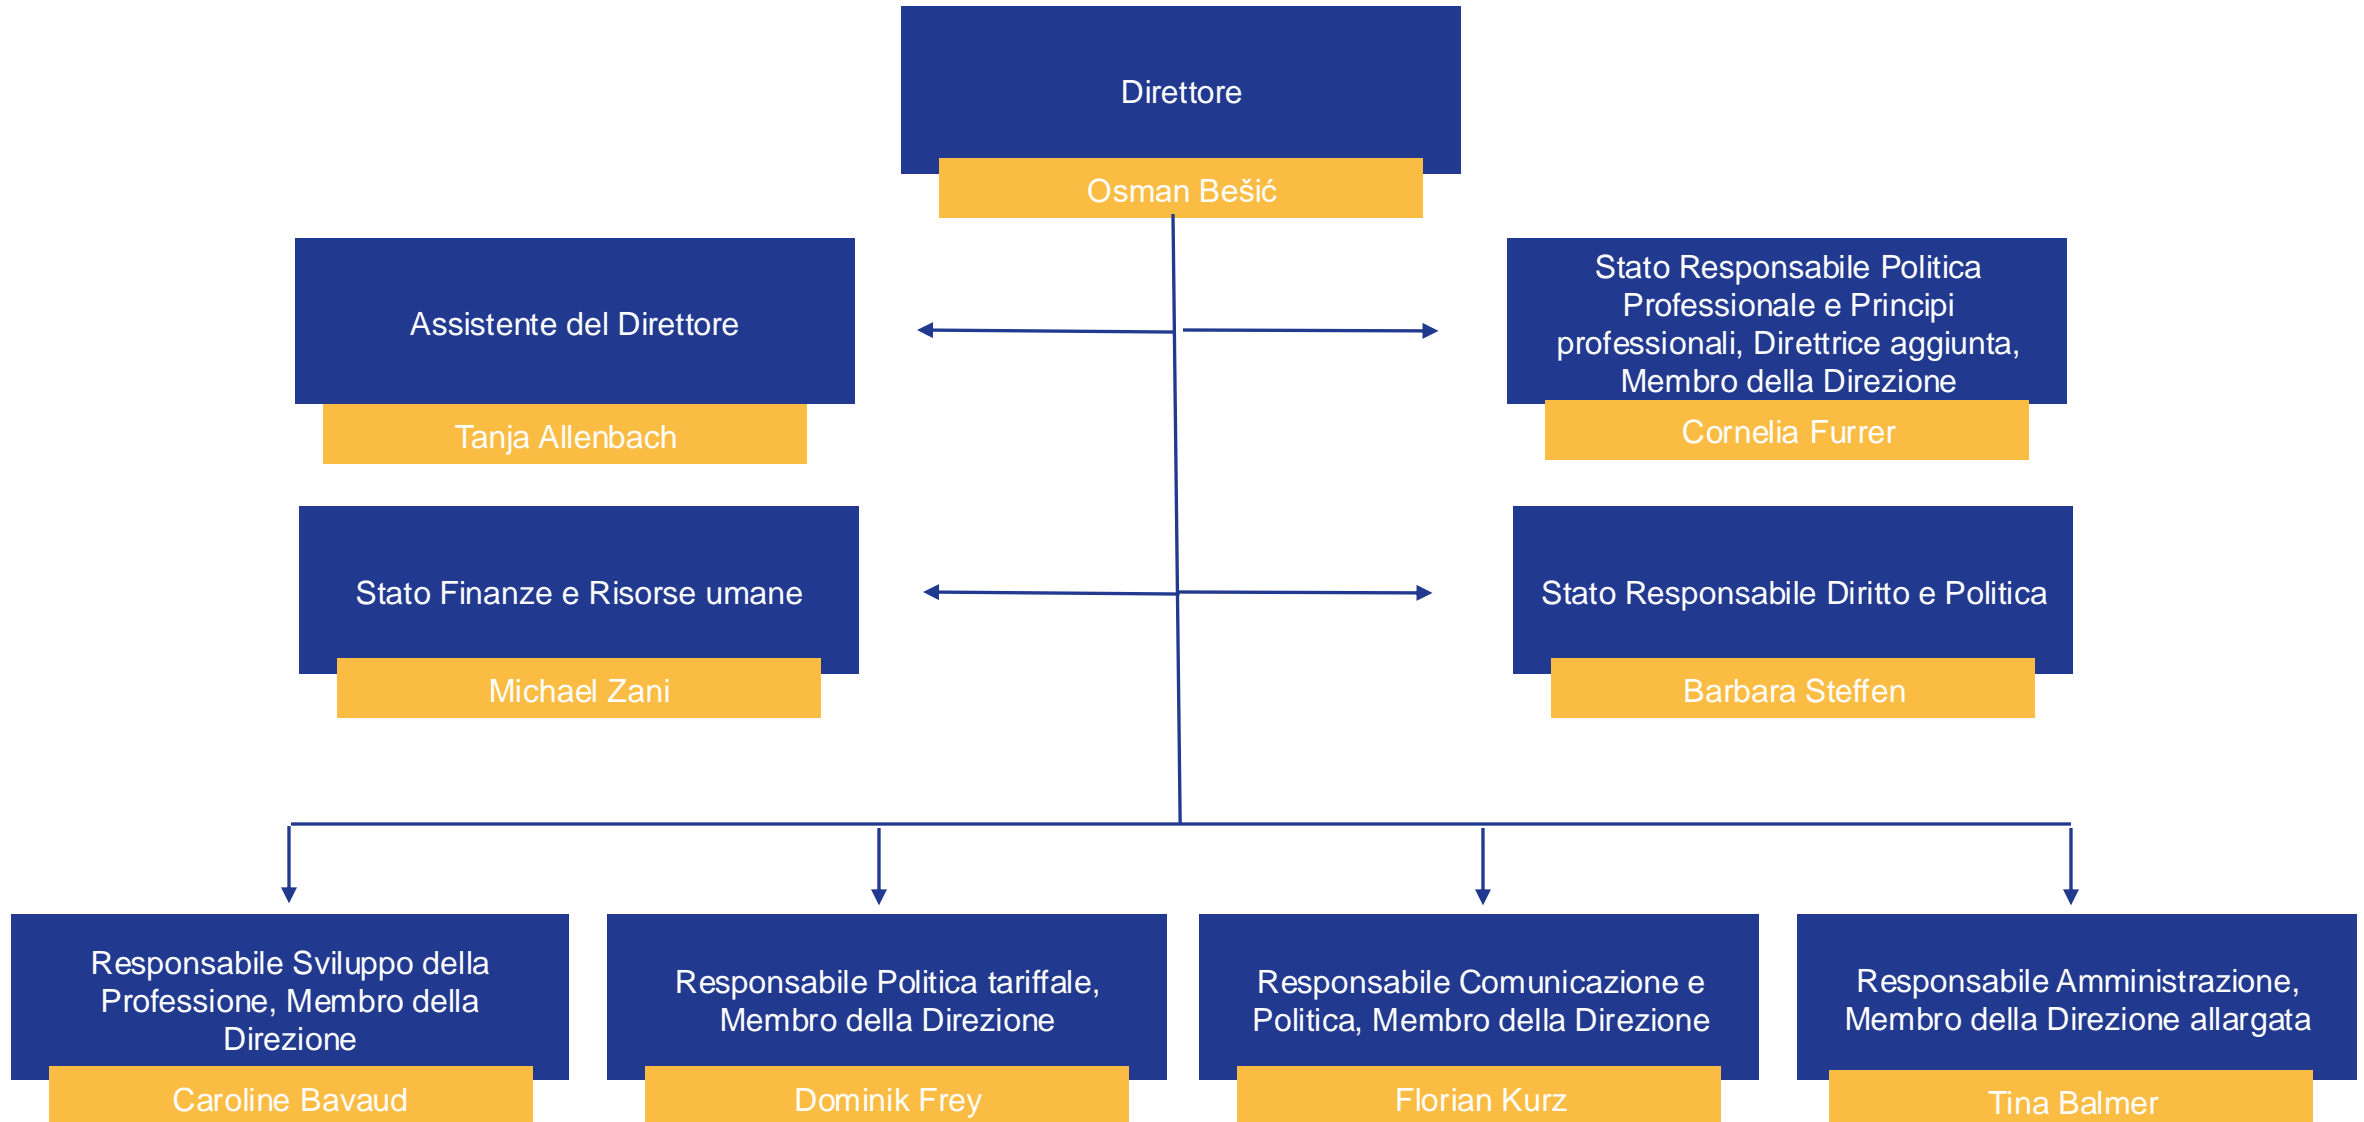 Direttore
Osman Bešić
Assistente del Direttore
Tanja Allenbach
Stato Responsabile Politica
Professionale e Principi
professionali, Direttrice aggiunta,
Membro della Direzione
Cornelia Furrer
Stato Finanze e Risorse umane
Michael Zani
Stato Responsabile Diritto e Politica
Barbara Steffen
Responsabile Sviluppo della
Professione, Membro della
Direzione
Caroline Bavaud
Responsabile Politica tariffale,
Membro della Direzione
Dominik Frey
Responsabile Comunicazione e
Politica, Membro della Direzione
Florian Kurz
Responsabile Amministrazione,
Membro della Direzione allargata
Tina Balmer